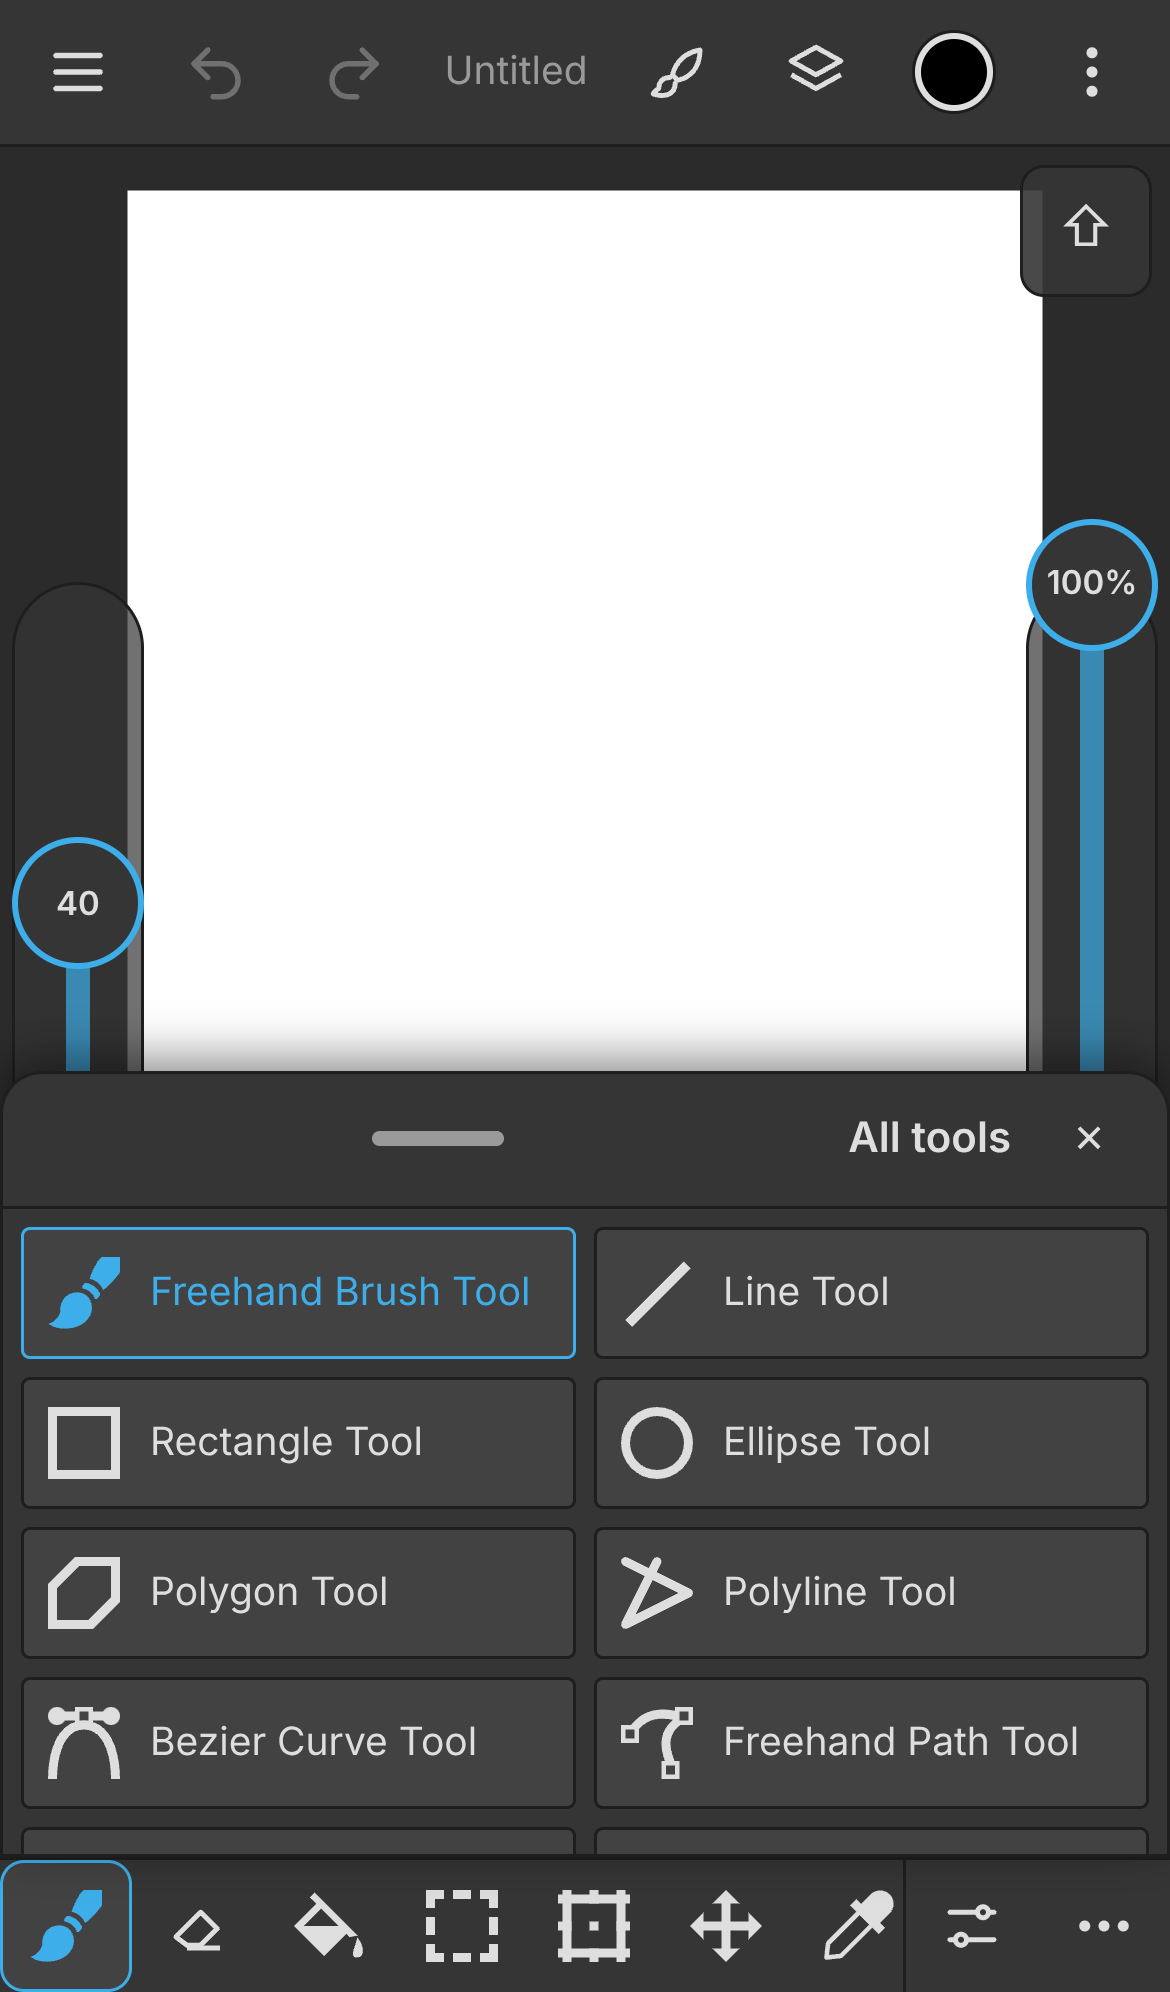 Untitled
100%
40
All tools
Freehand Brush Tool
Line Tool
Rectangle Tool
Ellipse Tool
Polygon Tool
Polyline Tool
Bezier Curve Tool
Freehand Path Tool